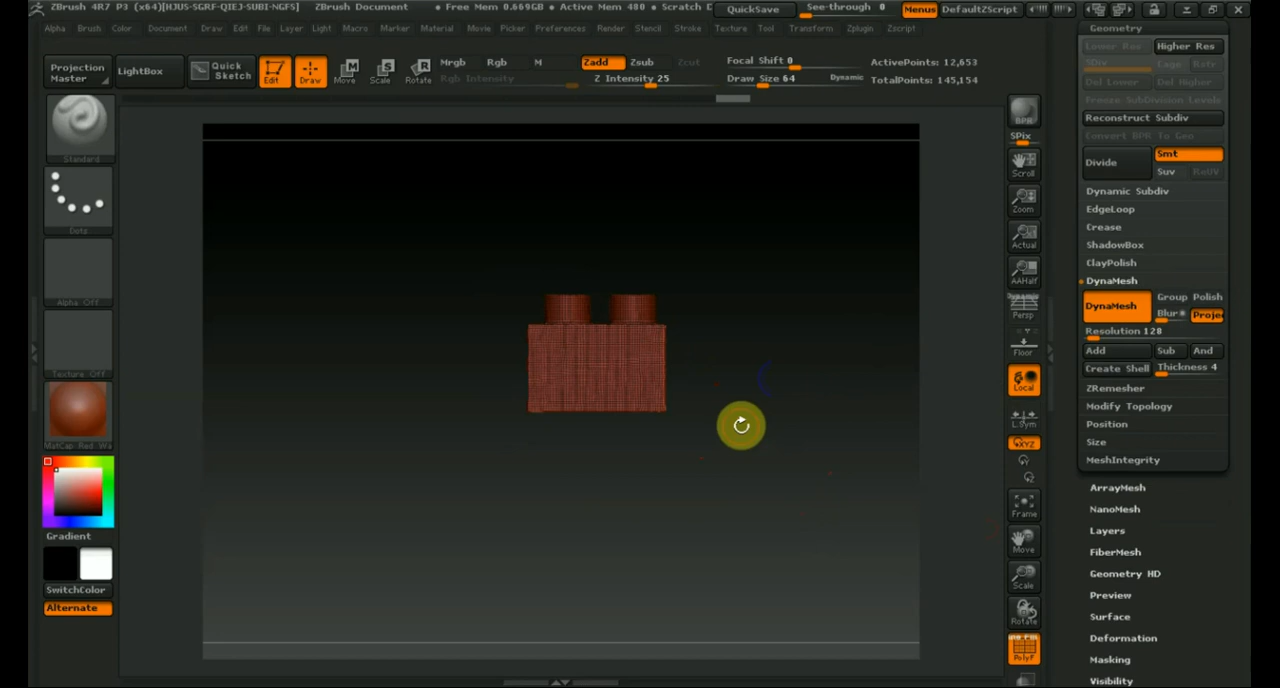 ZBrush 4R7 P3 (x64)[HJUS-SGRF-QIEJ-SUBI-NGFS] ZBrush Document • Free Mem 0.669GB • Active Mem 480 • Scratch D QuickSave See-through 0 Menus DefaultZScript
Alpha Brush Color Document Draw Edit File Layer Light Macro Marker Material Movie Picker Preferences Render Stencil Stroke Texture Tool Transform Zplugin Zscript
Projection Master
LightBox
Quick Sketch
Edit
Draw
Move
Scale
Rotate
Mrgb Rgb M
Rgb Intensity
Zadd Zsub Zcut
Z Intensity 25
Focal Shift 0
Draw Size 64 Dynamic
ActivePoints: 12,653
TotalPoints: 145,154
Standard
Dots
Alpha Off
Texture Off
MatCap Red Wa
Gradient
SwitchColor
Alternate
BPR
SPix
Scroll
Zoom
Actual
AAHalf
Dynamic
Persp
Floor
Local
L.Sym
XYZ
Frame
Move
Scale
Rotate
PolyF
Geometry
Lower Res Higher Res
SDiv Cage Rstr
Del Lower Del Higher
Freeze SubDivision Levels
Reconstruct Subdiv
Convert BPR To Geo
Divide Smt
Suv ReUV
Dynamic Subdiv
EdgeLoop
Crease
ShadowBox
ClayPolish
DynaMesh
DynaMesh Group Polish
Blur Projec
Resolution 128
Add Sub And
Create Shell Thickness 4
ZRemesher
Modify Topology
Position
Size
MeshIntegrity
ArrayMesh
NanoMesh
Layers
FiberMesh
Geometry HD
Preview
Surface
Deformation
Masking
Visibility